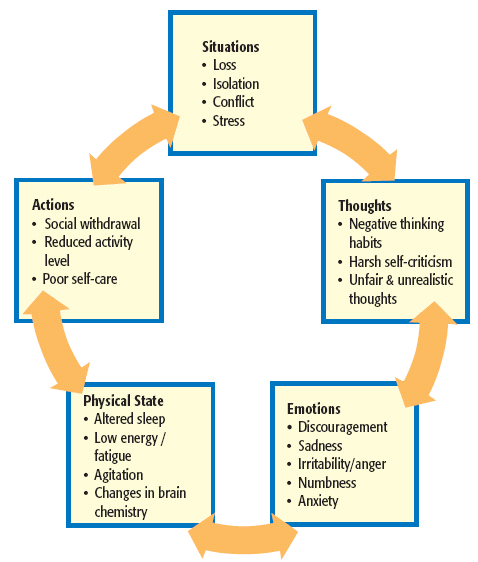 Situations
• Loss
• Isolation
• Conflict
• Stress
Actions
• Social withdrawal
• Reduced activity
level
• Poor self-care
Thoughts
• Negative thinking
habits
• Harsh self-criticism
• Unfair & unrealistic
thoughts
Physical State
• Altered sleep
• Low energy /
fatigue
• Agitation
• Changes in brain
chemistry
Emotions
• Discouragement
• Sadness
• Irritability/anger
• Numbness
• Anxiety